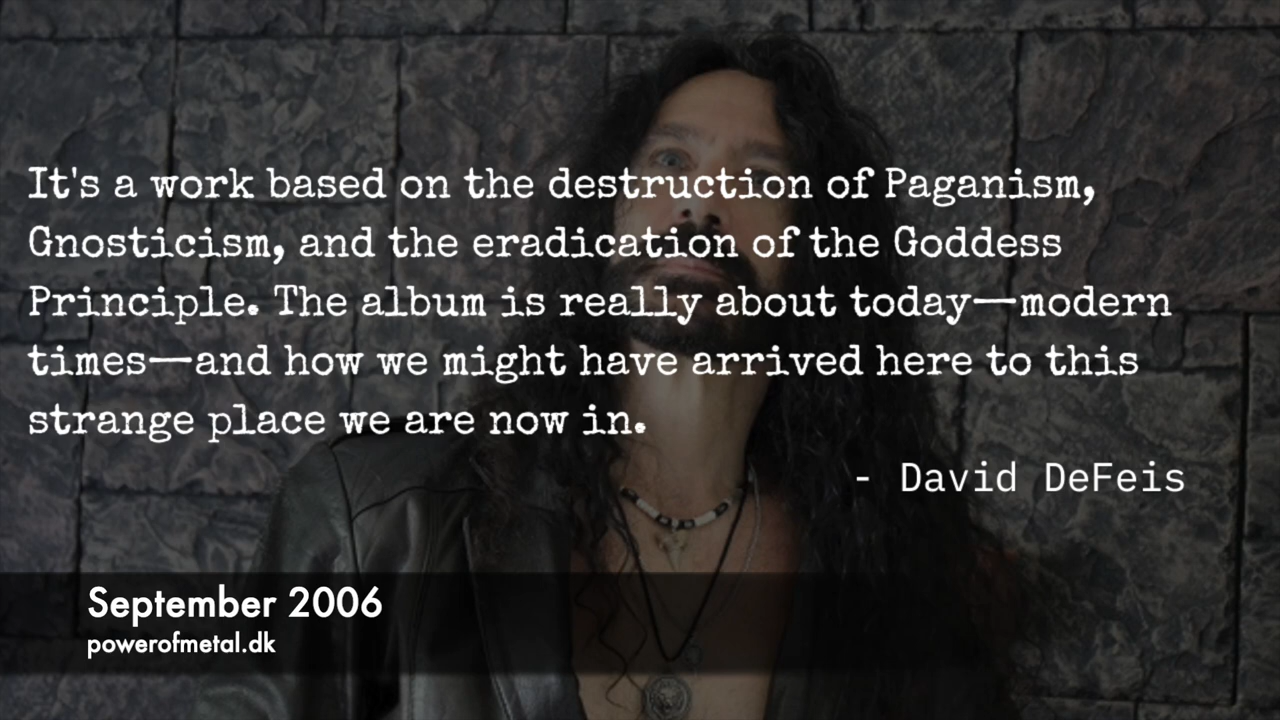 It's a work based on the destruction of Paganism,
Gnosticism, and the eradication of the Goddess
Principle. The album is really about today—modern
times—and how we might have arrived here to this
strange place we are now in.
- David DeFeis
September 2006
powerofmetal.dk